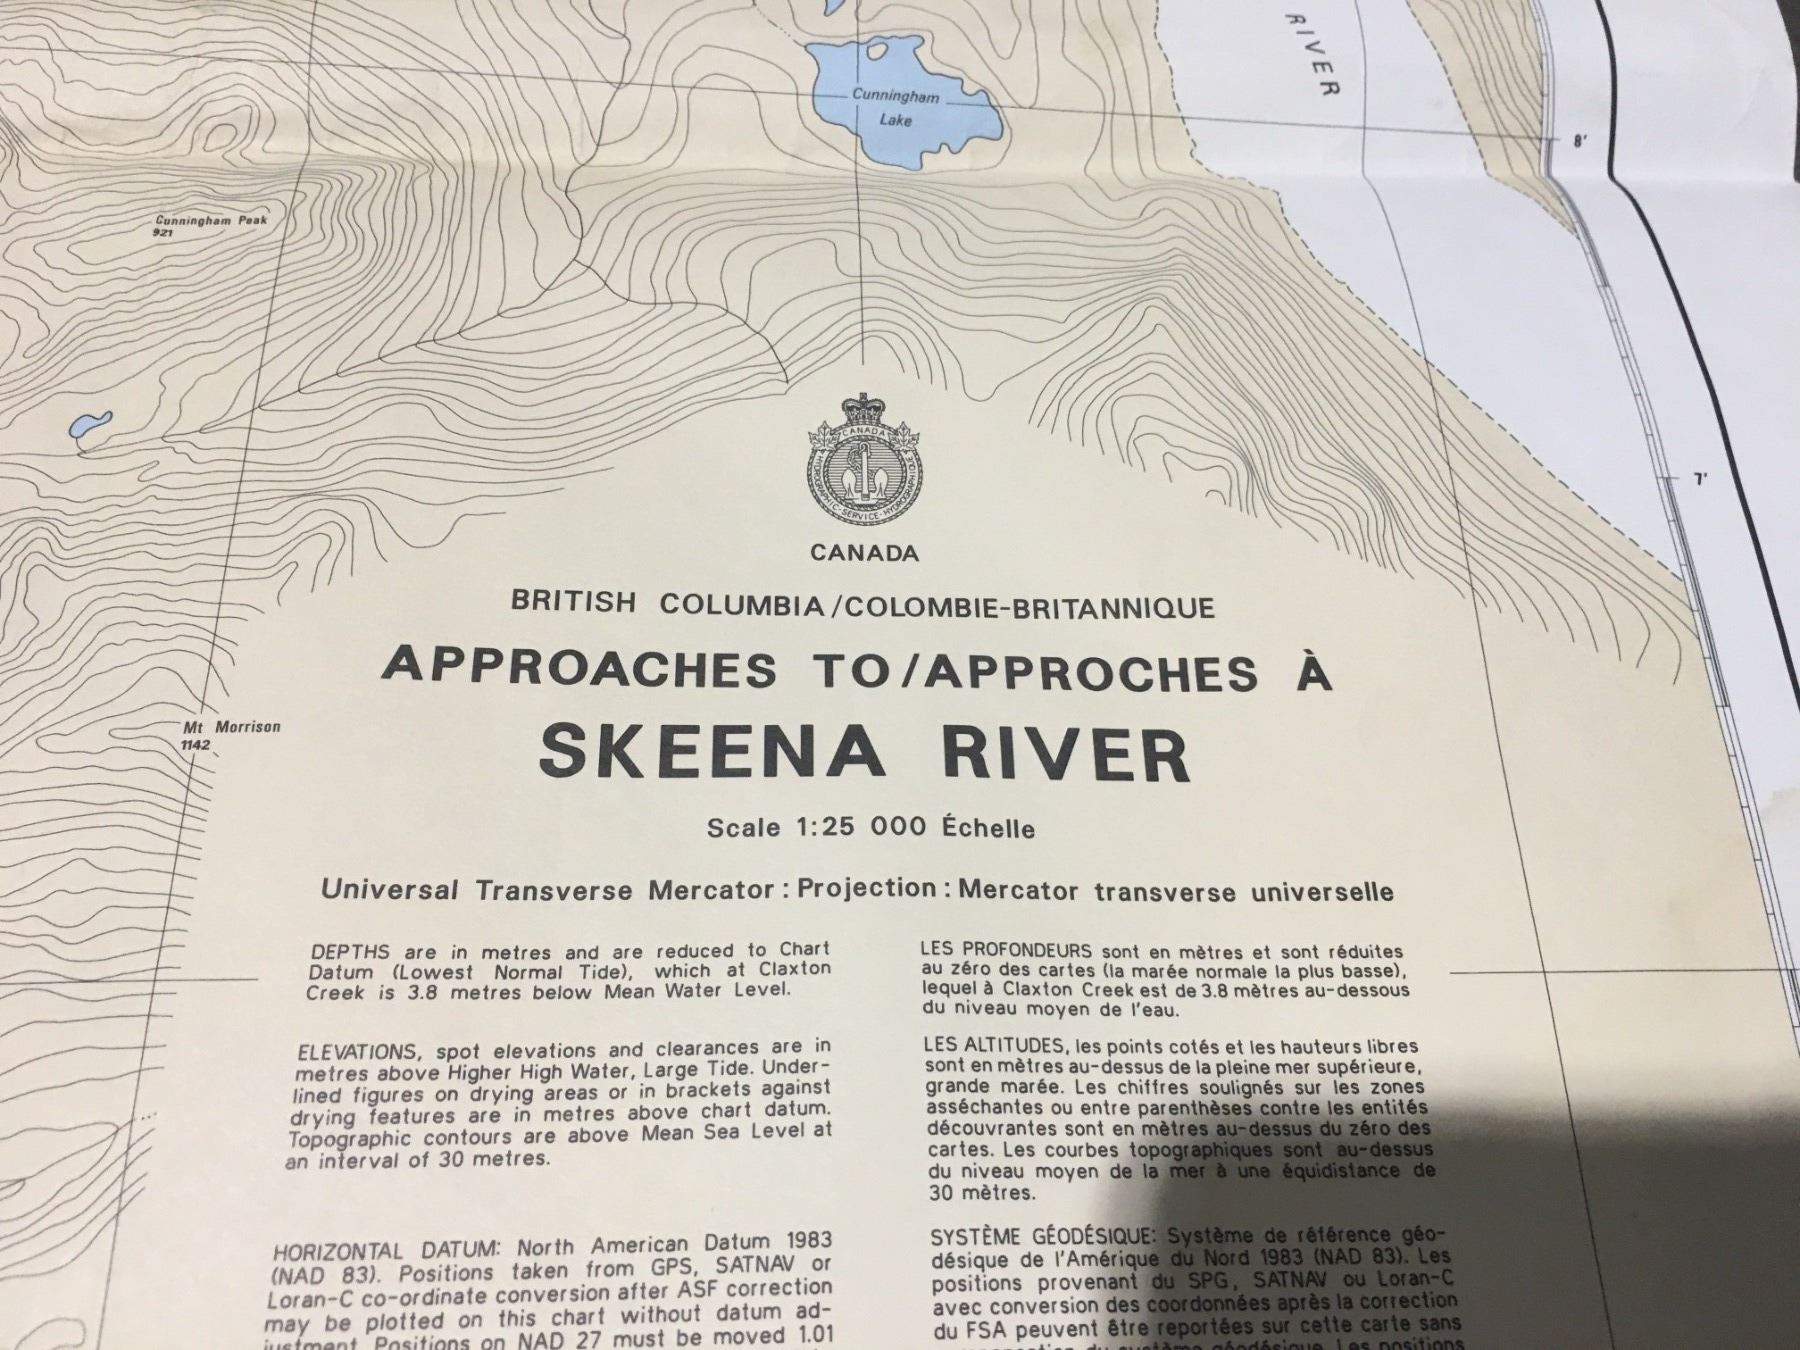 RIVER
Cunningham
Lake
8'
Cunningham Peak
921
7'
CANADA
HYDROGRAPHIC·SERVICE·HYDROGRAPHIQUE
CANADA
BRITISH COLUMBIA/COLOMBIE-BRITANNIQUE
APPROACHES TO/APPROCHES À
SKEENA RIVER
Mt Morrison
1142
Scale 1:25 000 Échelle
Universal Transverse Mercator : Projection : Mercator transverse universelle
DEPTHS are in metres and are reduced to Chart
Datum (Lowest Normal Tide), which at Claxton
Creek is 3.8 metres below Mean Water Level.
ELEVATIONS, spot elevations and clearances are in
metres above Higher High Water, Large Tide. Under-
lined figures on drying areas or in brackets against
drying features are in metres above chart datum.
Topographic contours are above Mean Sea Level at
an interval of 30 metres.
HORIZONTAL DATUM: North American Datum 1983
(NAD 83). Positions taken from GPS, SATNAV or
Loran-C co-ordinate conversion after ASF correction
may be plotted on this chart without datum ad-
justment. Positions on NAD 27 must be moved 1.01
LES PROFONDEURS sont en mètres et sont réduites
au zéro des cartes (la marée normale la plus basse),
lequel à Claxton Creek est de 3.8 mètres au-dessous
du niveau moyen de l'eau.
LES ALTITUDES, les points cotés et les hauteurs libres
sont en mètres au-dessus de la pleine mer supérieure,
grande marée. Les chiffres soulignés sur les zones
asséchantes ou entre parenthèses contre les entités
découvrantes sont en mètres au-dessus du zéro des
cartes. Les courbes topographiques sont au-dessus
du niveau moyen de la mer à une équidistance de
30 mètres.
SYSTÈME GÉODÉSIQUE: Système de référence géo-
désique de l'Amérique du Nord 1983 (NAD 83). Les
positions provenant du SPG, SATNAV ou Loran-C
avec conversion des coordonnées après la correction
du FSA peuvent être reportées sur cette carte sans
du système géodésique. Les positions